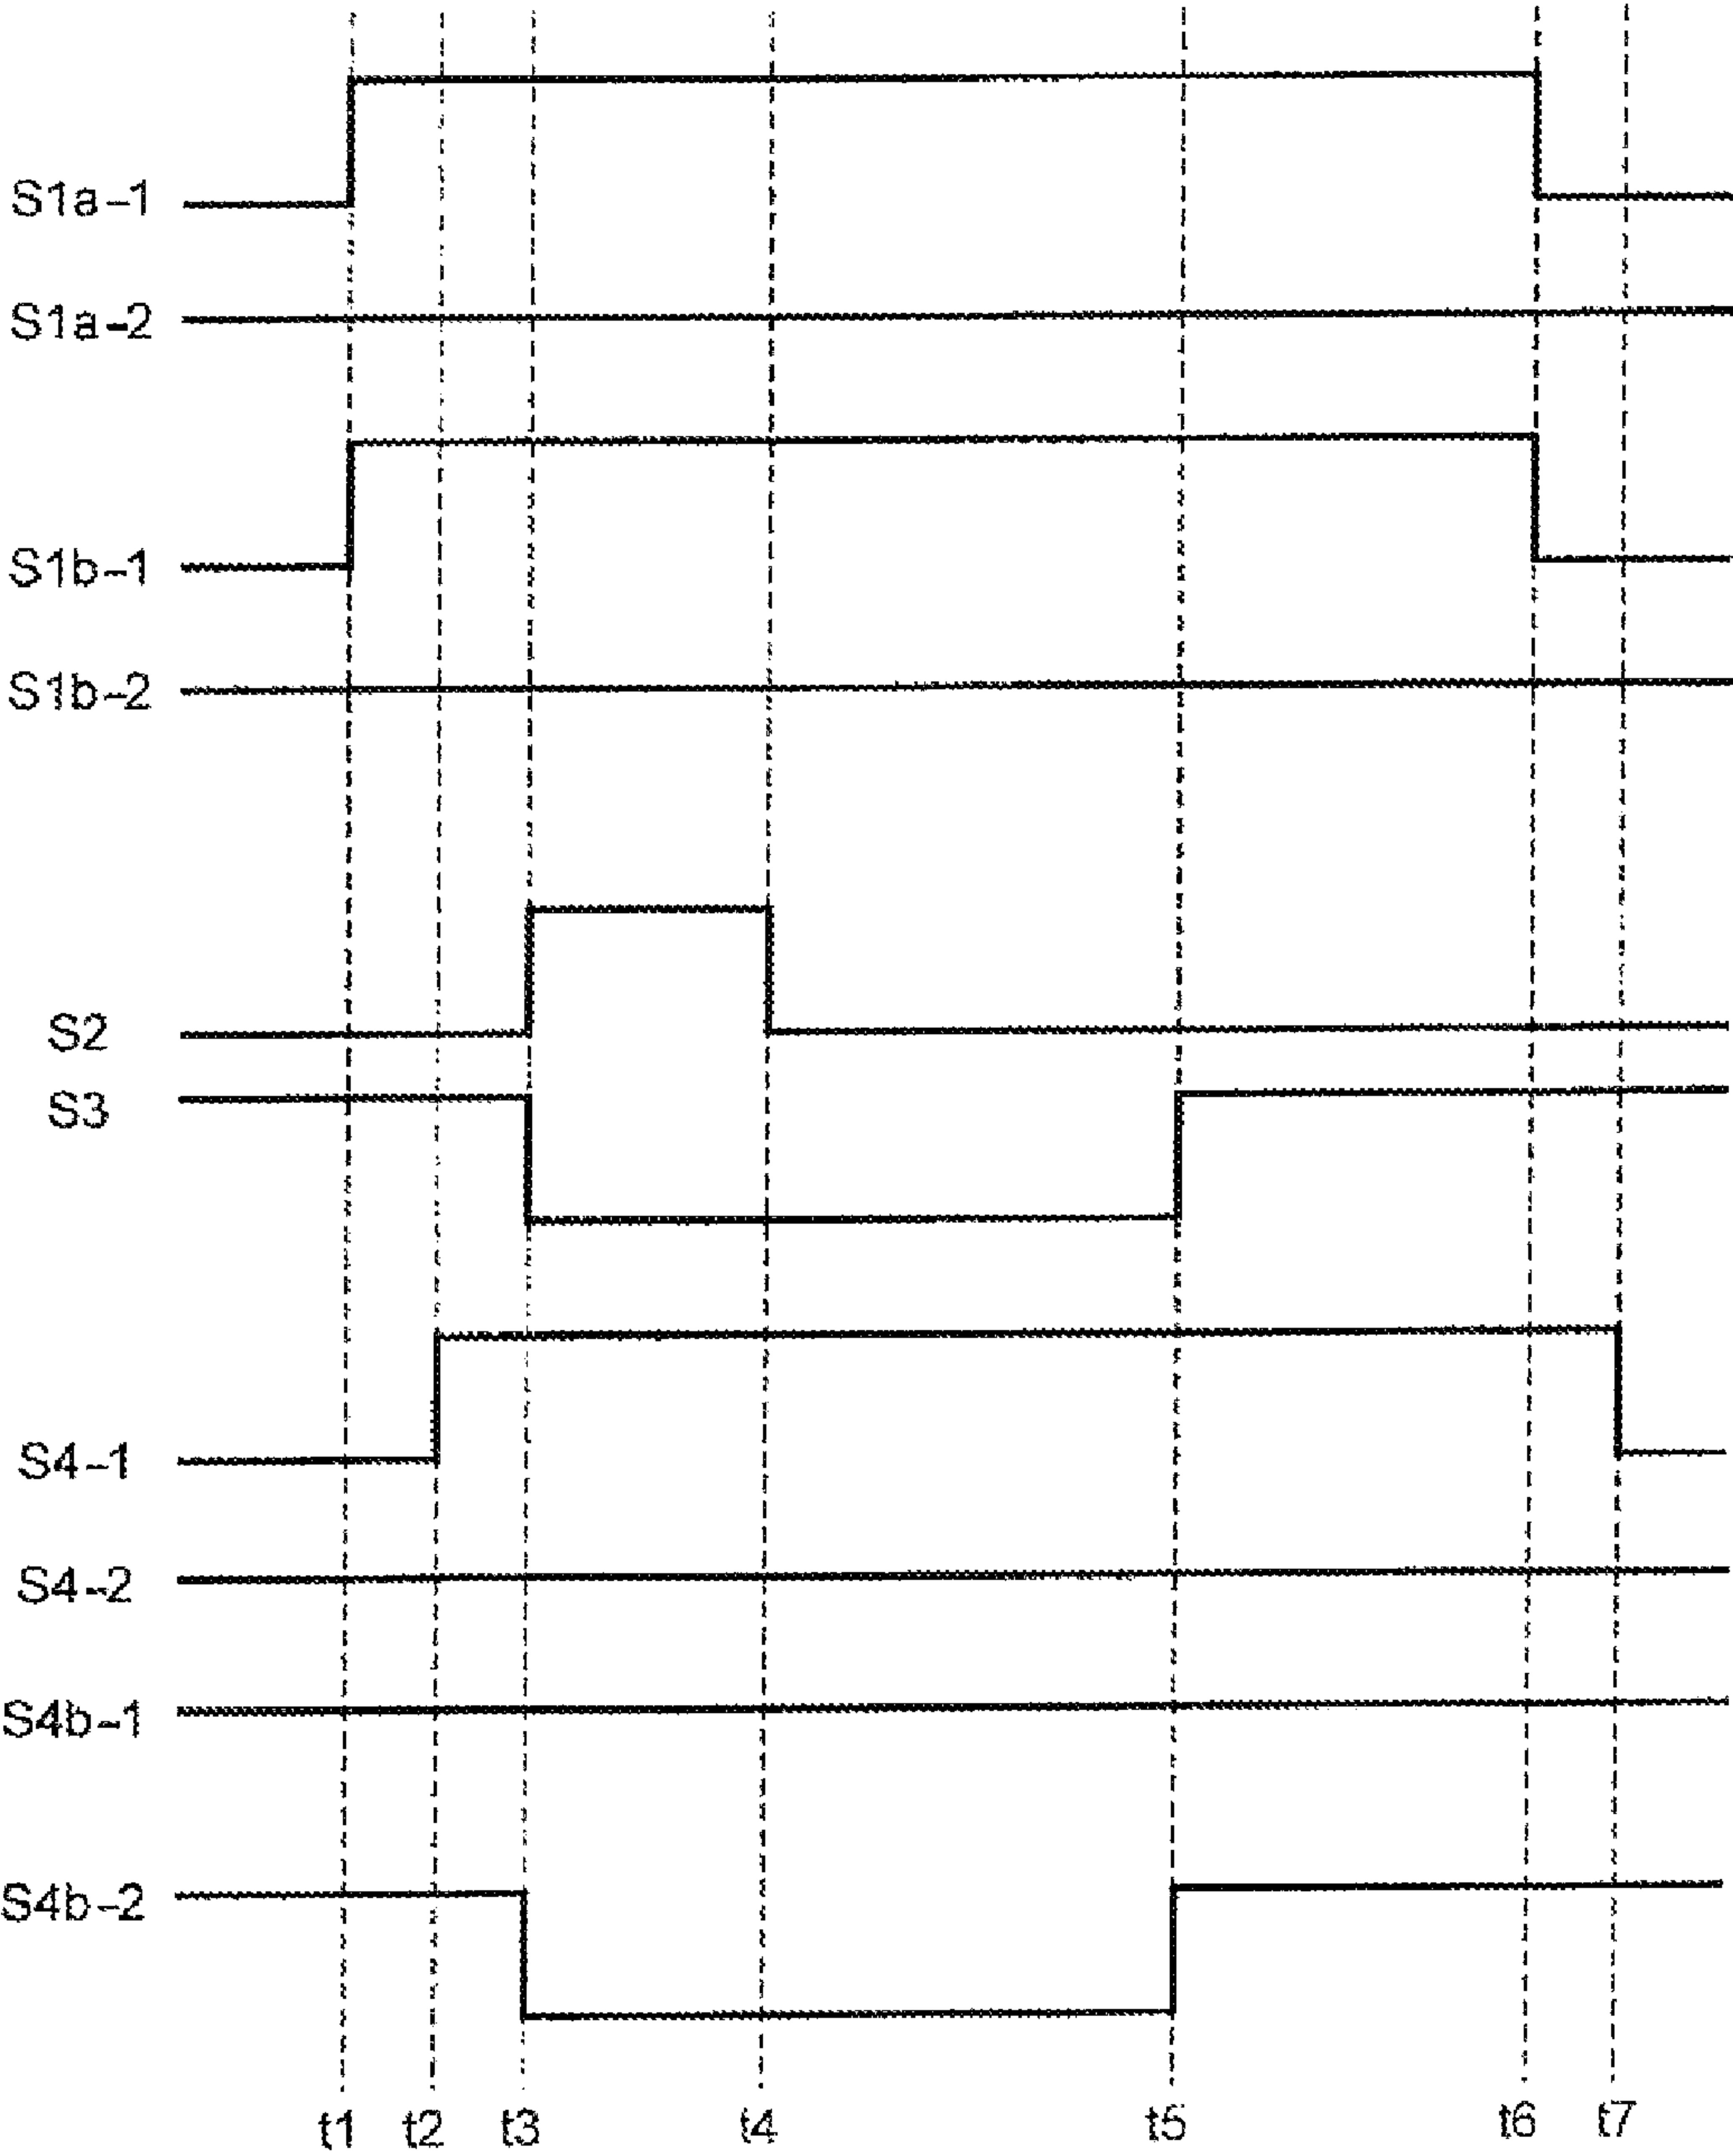 S1a-1
S1a-2
S1b-1
S1b-2
S2
S3
S4-1
S4-2
S4b-1
S4b-2
t1 t2 t3 t4 t5 t6 t7